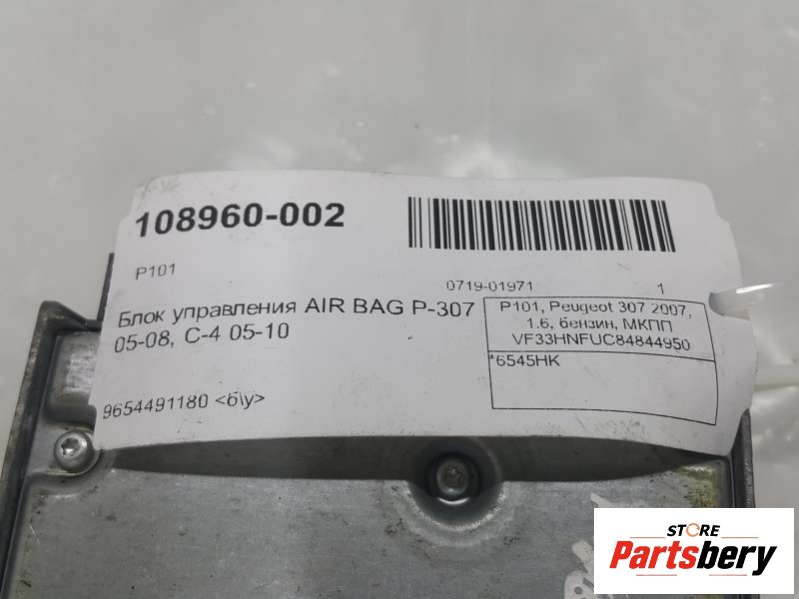 108960-002
P101
0719-01971 1
Блок управления AIR BAG P-307
05-08, C-4 05-10
P101, Peugeot 307 2007,
1.6, бензин, МКПП
VF33HNFUC84844950
*6545HK
9654491180 <б\у>
STORE
Partsbery